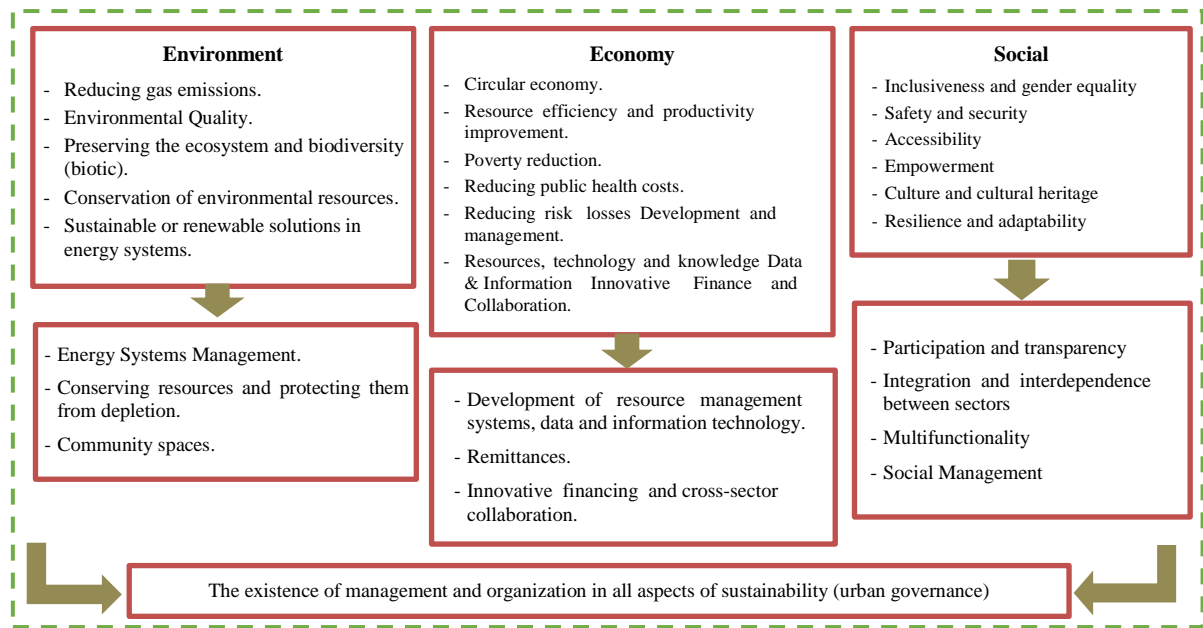 Environment
- Reducing gas emissions.
- Environmental Quality.
- Preserving the ecosystem and biodiversity
(biotic).
- Conservation of environmental resources.
- Sustainable or renewable solutions in
energy systems.
- Energy Systems Management.
- Conserving resources and protecting them
from depletion.
- Community spaces.
Economy
- Circular economy.
- Resource efficiency and productivity
improvement.
- Poverty reduction.
- Reducing public health costs.
- Reducing risk losses Development and
management.
- Resources, technology and knowledge Data
& Information Innovative Finance and
Collaboration.
- Development of resource management
systems, data and information technology.
- Remittances.
- Innovative financing and cross-sector
collaboration.
Social
- Inclusiveness and gender equality
- Safety and security
- Accessibility
- Empowerment
- Culture and cultural heritage
- Resilience and adaptability
- Participation and transparency
- Integration and interdependence
between sectors
- Multifunctionality
- Social Management
The existence of management and organization in all aspects of sustainability (urban governance)